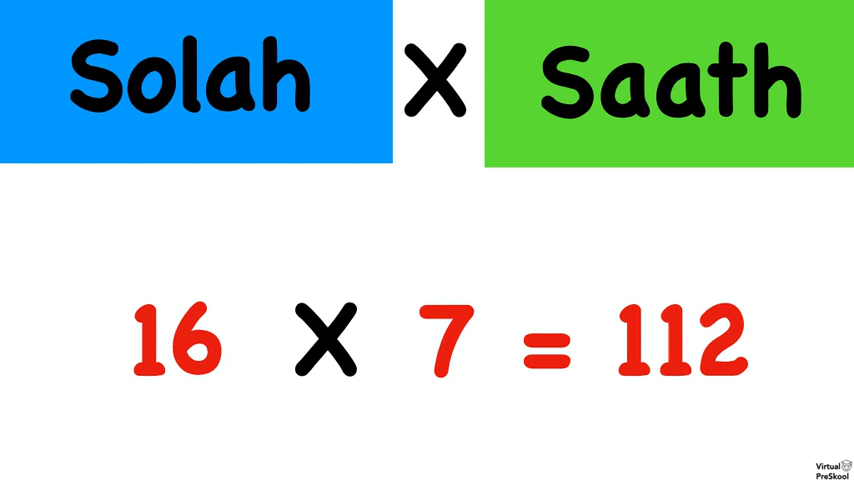 Solah X Saath
16 X 7 = 112
Virtual
PreSkool